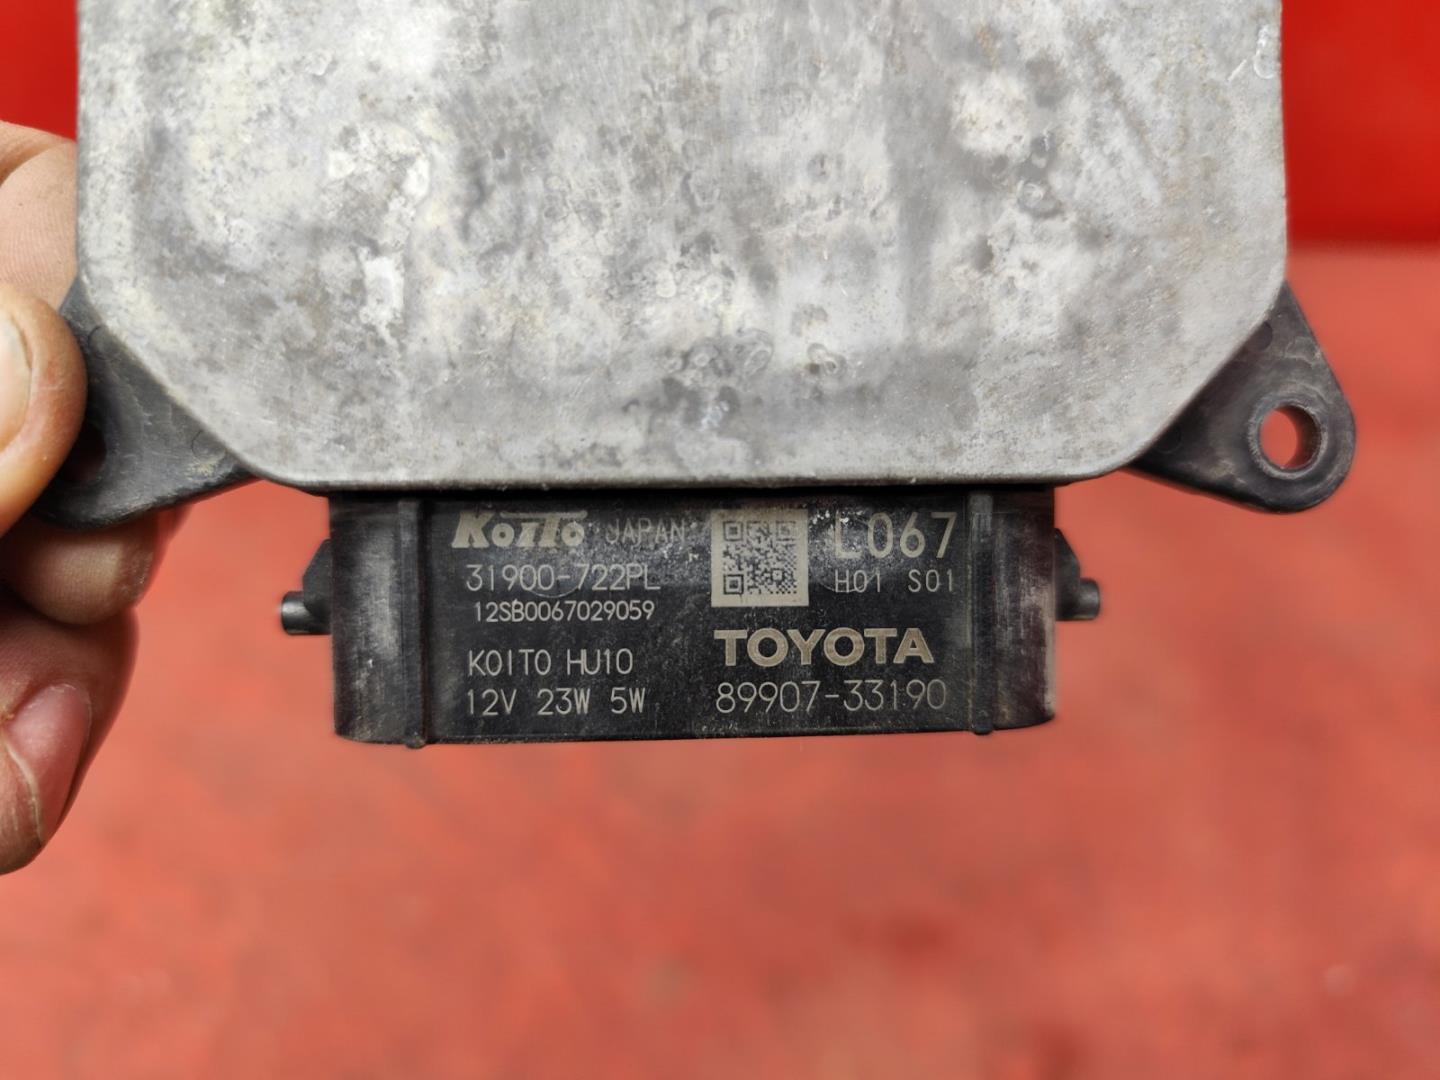 KOITO JAPAN
31900-722PL
12SB0067029059
KOITO HU10
12V 23W 5W
L067
H01 S01
TOYOTA
89907-33190